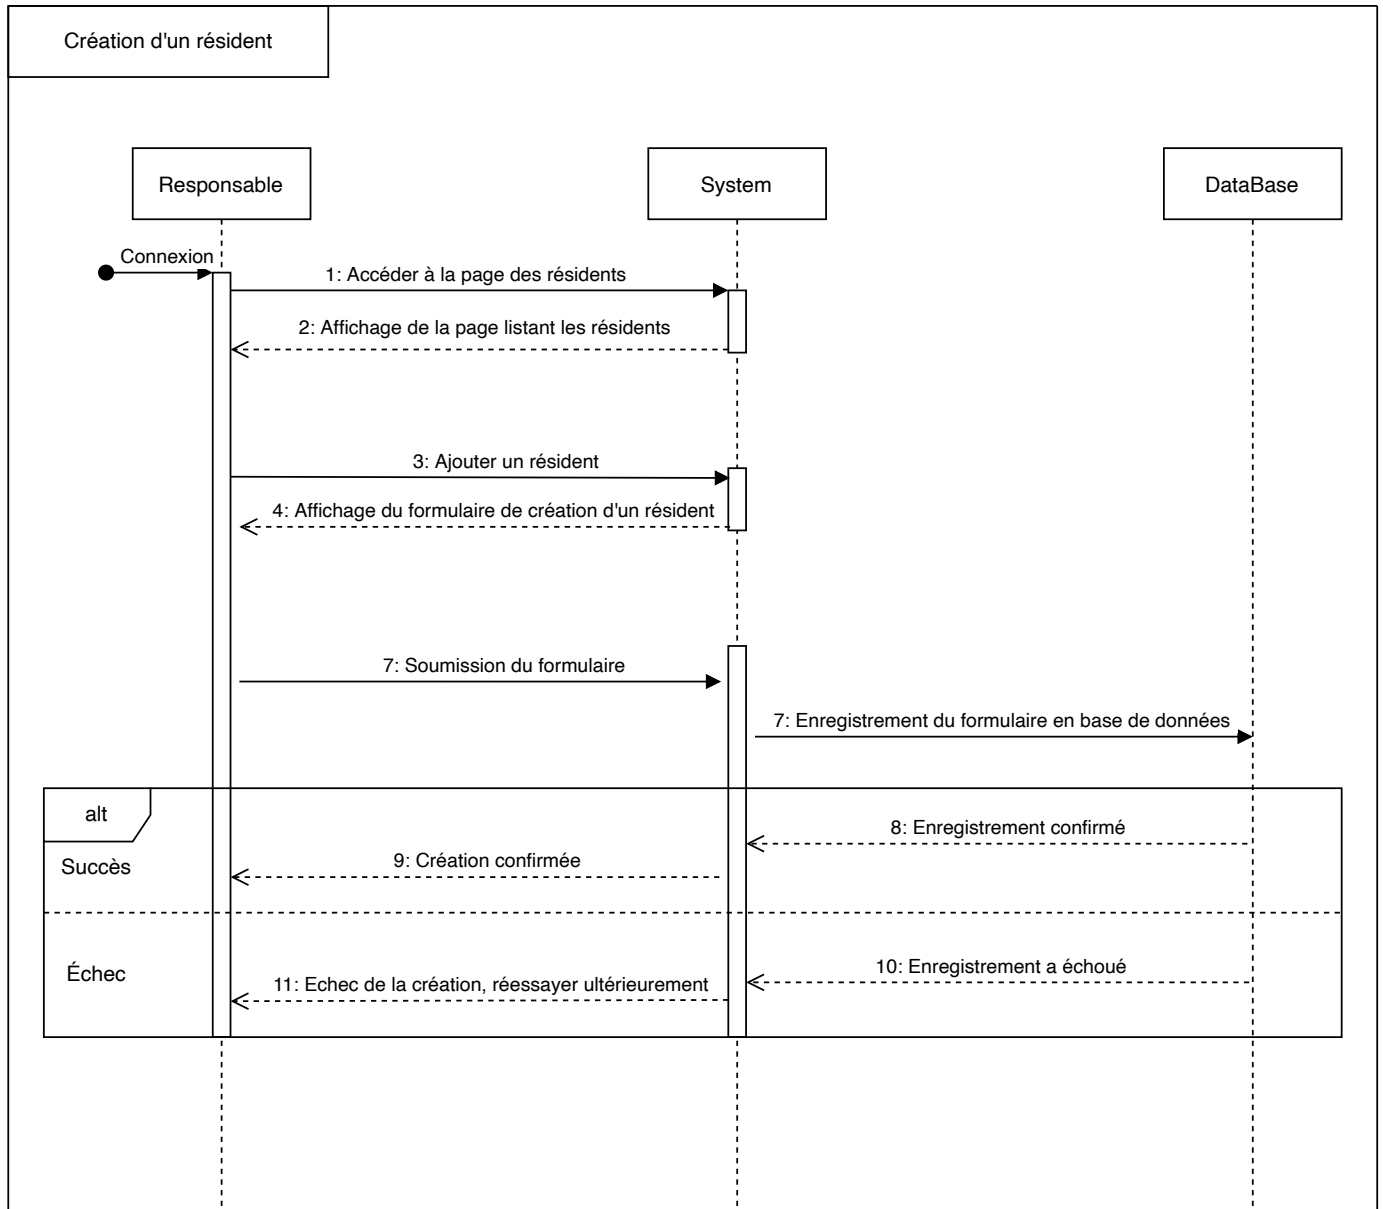 Création d'un résident
Responsable
System
DataBase
Connexion
1: Accéder à la page des résidents
2: Affichage de la page listant les résidents
3: Ajouter un résident
4: Affichage du formulaire de création d'un résident
7: Soumission du formulaire
7: Enregistrement du formulaire en base de données
alt
8: Enregistrement confirmé
Succès
9: Création confirmée
Échec
10: Enregistrement a échoué
11: Echec de la création, réessayer ultérieurement